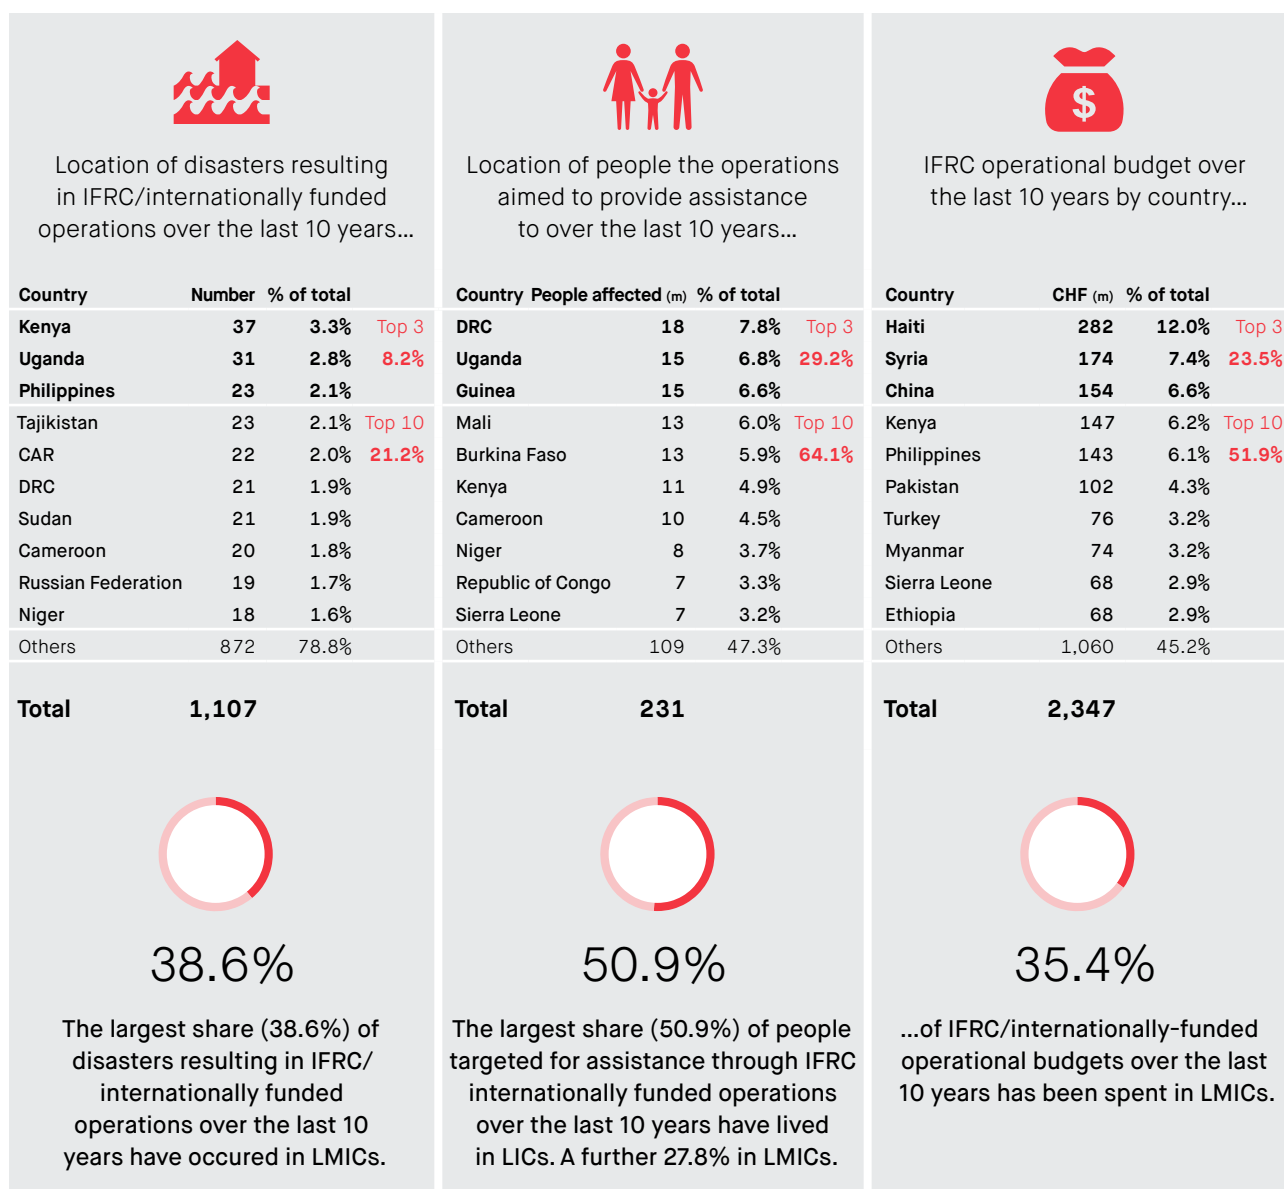 $
Location of disasters resulting
in IFRC/internationally funded
operations over the last 10 years...
Country Number % of total
Kenya 37 3.3% Top 3
Uganda 31 2.8% 8.2%
Philippines 23 2.1%
Tajikistan 23 2.1% Top 10
CAR 22 2.0% 21.2%
DRC 21 1.9%
Sudan 21 1.9%
Cameroon 20 1.8%
Russian Federation 19 1.7%
Niger 18 1.6%
Others 872 78.8%
Total 1,107
38.6%
The largest share (38.6%) of
disasters resulting in IFRC/
internationally funded
operations over the last 10
years have occured in LMICs.
Location of people the operations
aimed to provide assistance
to over the last 10 years...
Country People affected (m) % of total
DRC 18 7.8% Top 3
Uganda 15 6.8% 29.2%
Guinea 15 6.6%
Mali 13 6.0% Top 10
Burkina Faso 13 5.9% 64.1%
Kenya 11 4.9%
Cameroon 10 4.5%
Niger 8 3.7%
Republic of Congo 7 3.3%
Sierra Leone 7 3.2%
Others 109 47.3%
Total 231
50.9%
The largest share (50.9%) of people
targeted for assistance through IFRC
internationally funded operations
over the last 10 years have lived
in LICs. A further 27.8% in LMICs.
IFRC operational budget over
the last 10 years by country...
Country CHF (m) % of total
Haiti 282 12.0% Top 3
Syria 174 7.4% 23.5%
China 154 6.6%
Kenya 147 6.2% Top 10
Philippines 143 6.1% 51.9%
Pakistan 102 4.3%
Turkey 76 3.2%
Myanmar 74 3.2%
Sierra Leone 68 2.9%
Ethiopia 68 2.9%
Others 1,060 45.2%
Total 2,347
35.4%
...of IFRC/internationally-funded
operational budgets over the last
10 years has been spent in LMICs.